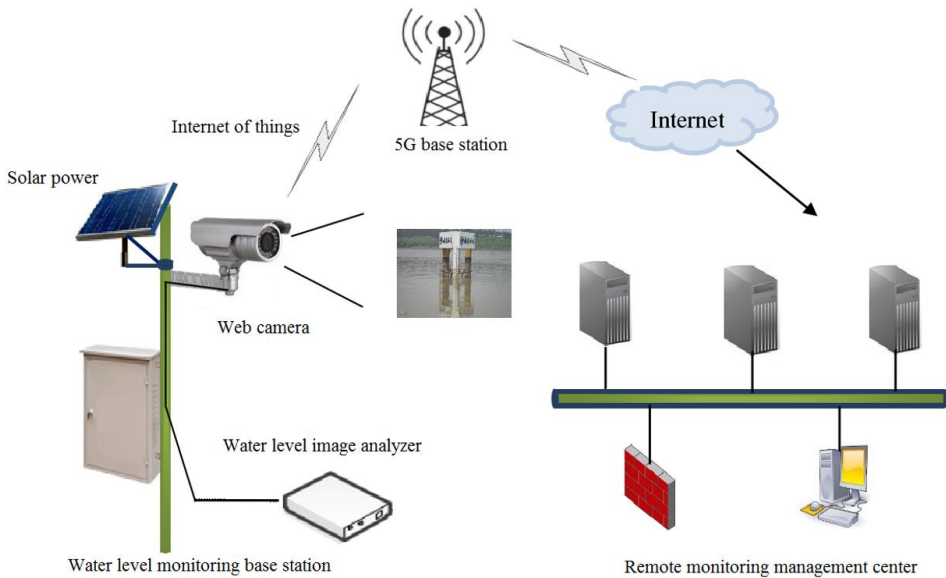 Internet of things
5G base station
Internet
Solar power
Web camera
Water level image analyzer
Water level monitoring base station
Remote monitoring management center